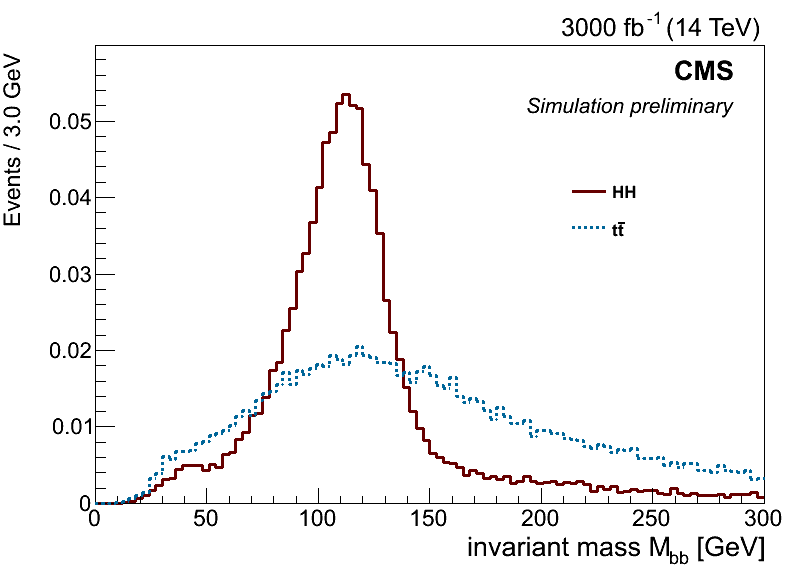 3000 fb⁻¹ (14 TeV)
CMS
Simulation preliminary
HH
tt̄
Events / 3.0 GeV
0.05
0.04
0.03
0.02
0.01
0
0 50 100 150 200 250 300
invariant mass M_bb [GeV]